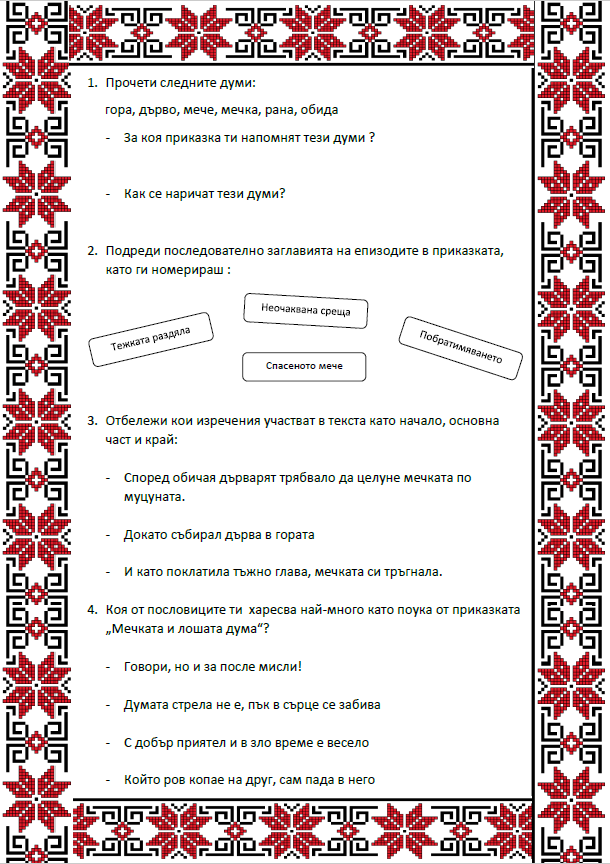 1. Прочети следните думи:
гора, дърво, мече, мечка, рана, обида
- За коя приказка ти напомнят тези думи ?
- Как се наричат тези думи?
2. Подреди последователно заглавията на епизодите в приказката,
като ги номерираш :
Неочаквана среща
Тежката раздяла
Побратимяването
Спасеното мече
3. Отбележи кои изречения участват в текста като начало, основна
част и край:
- Според обичая дърварят трябвало да целуне мечката по
муцуната.
- Докато събирал дърва в гората
- И като поклатила тъжно глава, мечката си тръгнала.
4. Коя от пословиците ти харесва най-много като поука от приказката
„Мечката и лошата дума“?
- Говори, но и за после мисли!
- Думата стрела не е, пък в сърце се забива
- С добър приятел и в зло време е весело
- Който ров копае на друг, сам пада в него